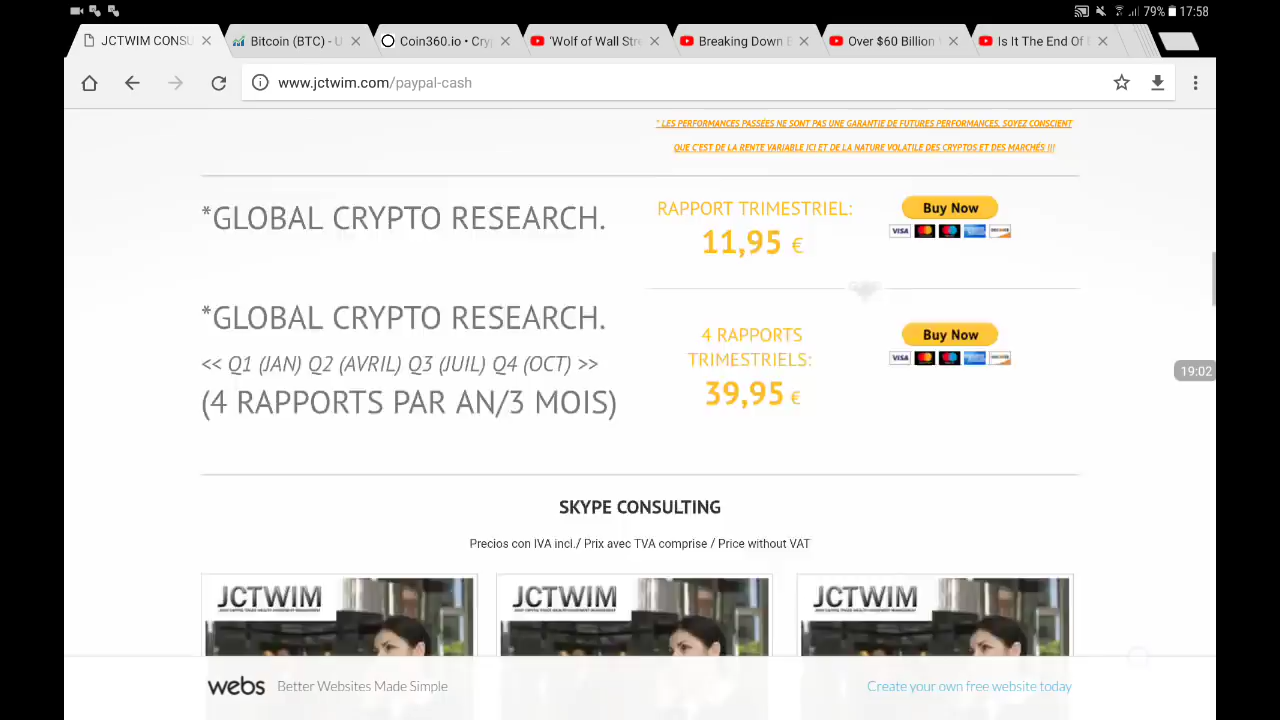 79% 17:58
JCTWIM CONSU
Bitcoin (BTC) - U
Coin360.io • Cryp
'Wolf of Wall Stre
Breaking Down B
Over $60 Billion
Is It The End Of
www.jctwim.com/paypal-cash
* LES PERFORMANCES PASSÉES NE SONT PAS UNE GARANTIE DE FUTURES PERFORMANCES, SOYEZ CONSCIENT
QUE C'EST DE LA RENTE VARIABLE ICI ET DE LA NATURE VOLATILE DES CRYPTOS ET DES MARCHÉS !!!
*GLOBAL CRYPTO RESEARCH.
RAPPORT TRIMESTRIEL:
11,95 €
Buy Now
VISA
*GLOBAL CRYPTO RESEARCH.
<< Q1 (JAN) Q2 (AVRIL) Q3 (JUIL) Q4 (OCT) >>
(4 RAPPORTS PAR AN/3 MOIS)
4 RAPPORTS
TRIMESTRIELS:
39,95 €
Buy Now
VISA
19:02
SKYPE CONSULTING
Precios con IVA incl./ Prix avec TVA comprise / Price without VAT
JCTWIM
JCTWIM
JCTWIM
webs Better Websites Made Simple
Create your own free website today